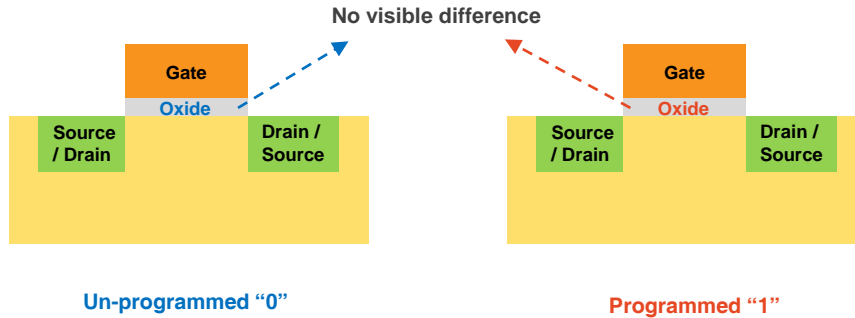 No visible difference
Gate
Oxide
Source
/ Drain
Drain /
Source
Gate
Oxide
Source
/ Drain
Drain /
Source
Un-programmed “0”
Programmed “1”